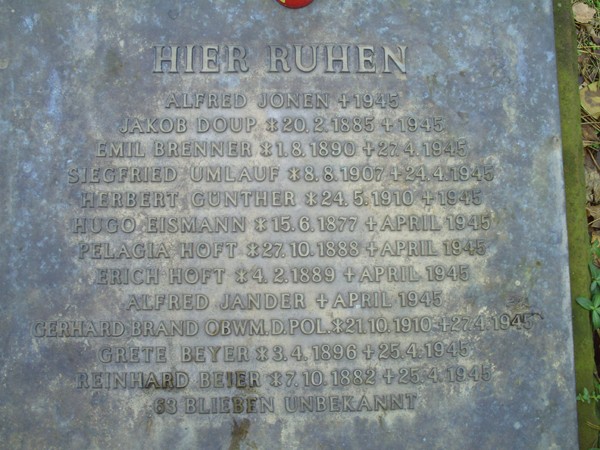 HIER RUHEN
ALFRED JONEN + 1945
JAKOB DOUP * 20.2.1885 + 1945
EMIL BRENNER * 1.8.1890 + 27.4.1945
SIEGFRIED UMLAUF * 8.8.1907 + 24.4.1945
HERBERT GÜNTHER * 24.5.1910 + 1945
HUGO EISMANN * 15.6.1877 + APRIL 1945
PELAGIA HÖFT * 27.10.1888 + APRIL 1945
ERICH HÖFT * 4.2.1889 + APRIL 1945
ALFRED JANDER + APRIL 1945
GERHARD BRAND OBWM.D.POL. * 21.10.1910 + 27.4.1945
GRETE BEYER * 3.4.1896 + 25.4.1945
REINHARD BEIER * 7.10.1882 + 25.4.1945
63 BLIEBEN UNBEKANNT